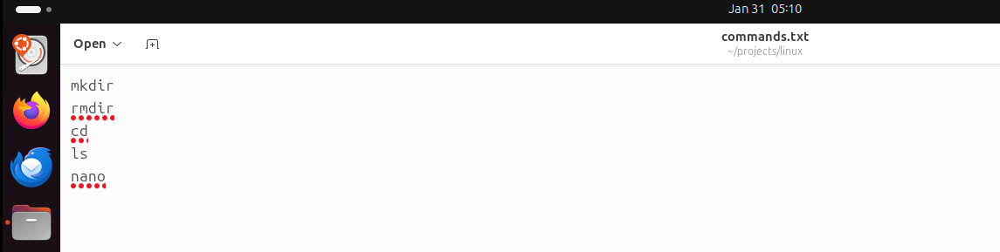 Jan 31 05:10
Open
commands.txt
~/projects/linux
mkdir
rmdir
cd
ls
nano